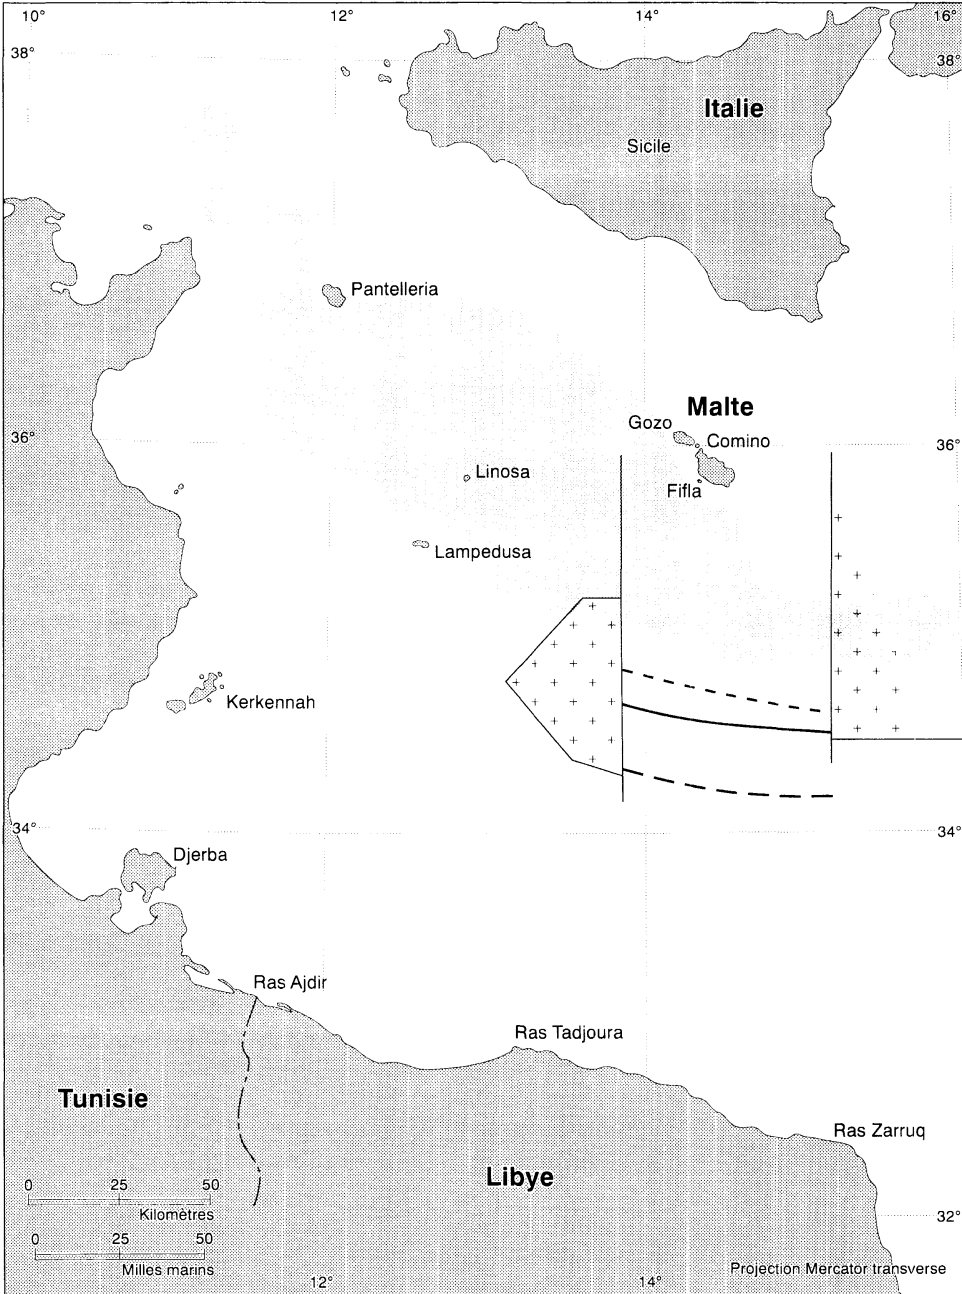 10° 12° 14° 16°
38° 38°
Italie
Sicile
Pantelleria
Malte
Gozo
Comino
36° 36°
Linosa
Fifla
Lampedusa
Kerkennah
34° 34°
Djerba
Ras Ajdir
Ras Tadjoura
Tunisie
Ras Zarruq
Libye
0 25 50
Kilomètres
32°
0 25 50
Milles marins
Projection Mercator transverse
12° 14°